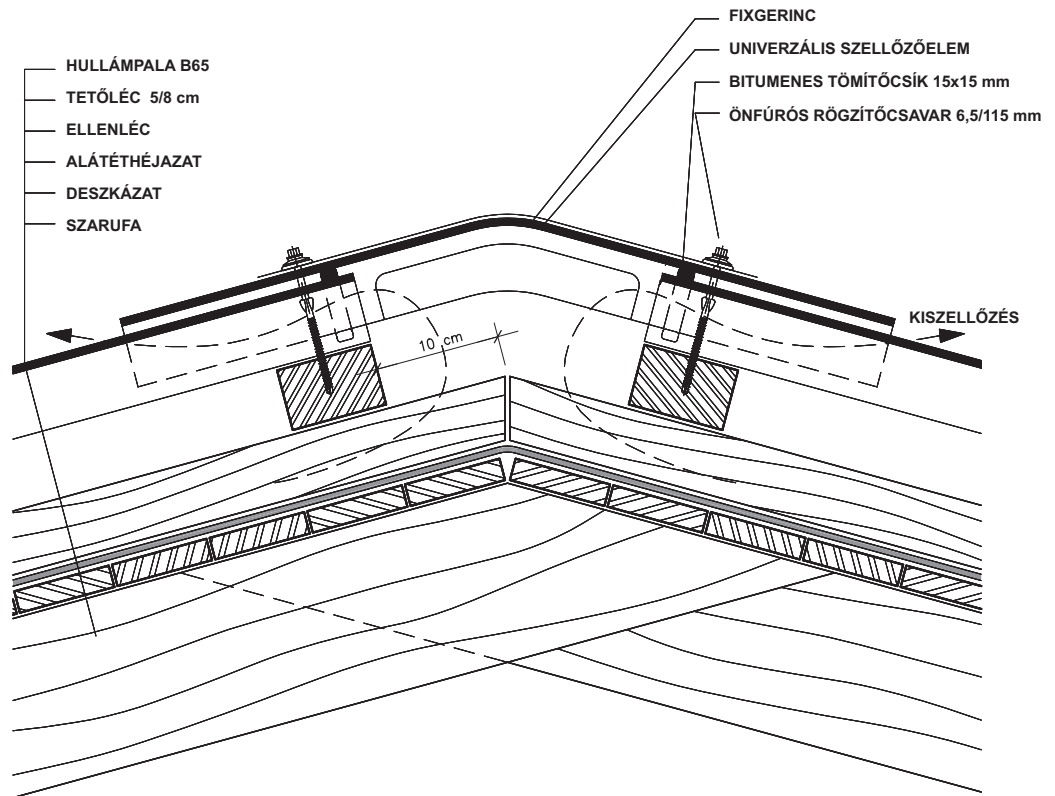 HULLÁMPALA B65
TETŐLÉC 5/8 cm
ELLENLÉC
ALÁTÉTHÉJAZAT
DESZKÁZAT
SZARUFA
FIXGERINC
UNIVERZÁLIS SZELLŐZŐELEM
BITUMENES TÖMÍTŐCSÍK 15x15 mm
ÖNFÚRÓS RÖGZÍTŐCSAVAR 6,5/115 mm
KISZELLŐZÉS
10 cm